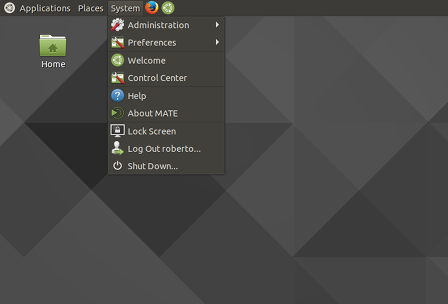 Applications Places System
Home
Administration
Preferences
Welcome
Control Center
Help
About MATE
Lock Screen
Log Out roberto...
Shut Down...